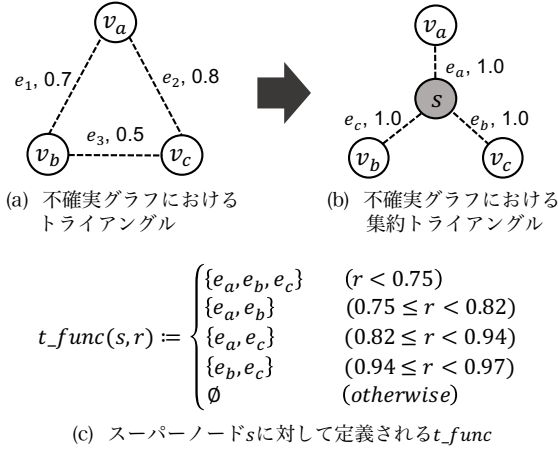 v_a
e_1, 0.7
e_2, 0.8
e_3, 0.5
v_b
v_c
(a) 不確実グラフにおける
トライアングル
v_a
e_a, 1.0
s
e_c, 1.0
e_b, 1.0
v_b
v_c
(b) 不確実グラフにおける
集約トライアングル
t_func(s,r) ≔ {
{e_a, e_b, e_c} (r < 0.75)
{e_a, e_b} (0.75 ≤ r < 0.82)
{e_a, e_c} (0.82 ≤ r < 0.94)
{e_b, e_c} (0.94 ≤ r < 0.97)
∅ (otherwise)
(c) スーパーノードsに対して定義されるt_func